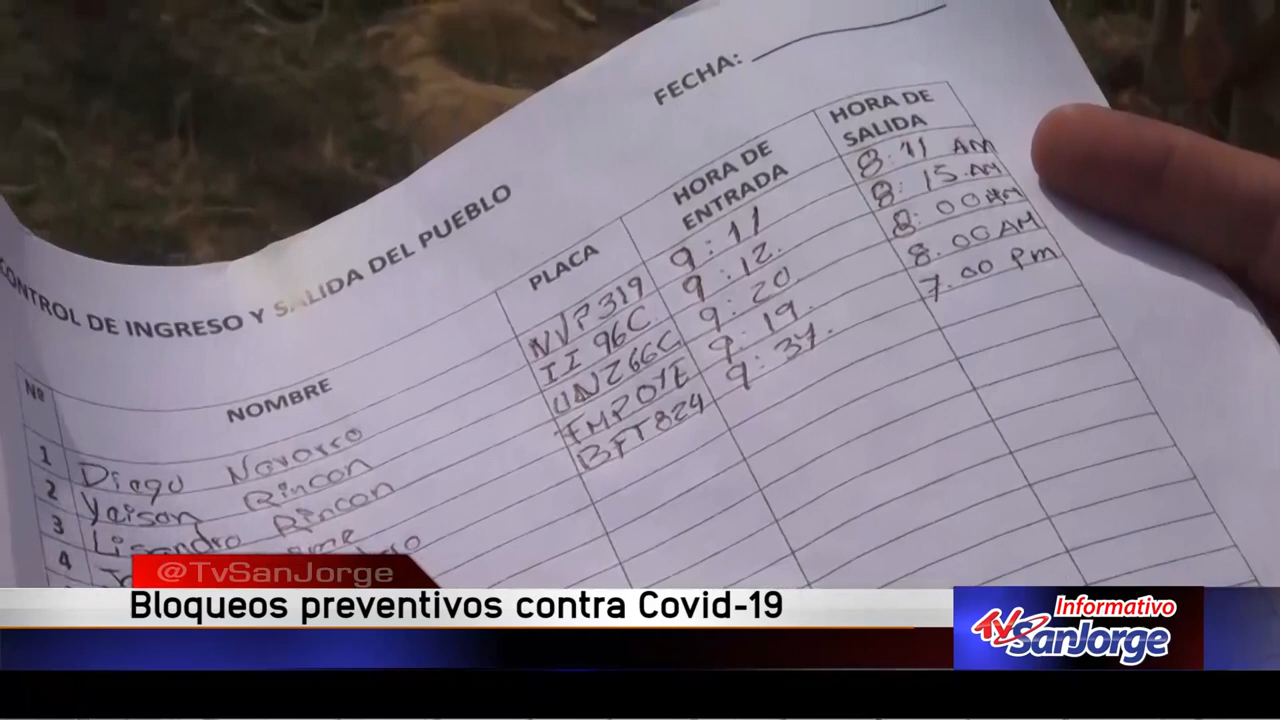 FECHA:
CONTROL DE INGRESO Y SALIDA DEL PUEBLO
Nº NOMBRE PLACA HORA DE ENTRADA HORA DE SALIDA
1 Diego Navarro NVP319 9:11 8:11 AM
2 Yeison Rincon II 96C 9:12. 8:15.AM
3 Lisandro Rincon UNZ66C 9:20 8:00AM
4 9:19. 8.00 AM
BFT824 9:37. 7.00 Pm
@TvSanJorge
Bloqueos preventivos contra Covid-19
Informativo
TV SanJorge